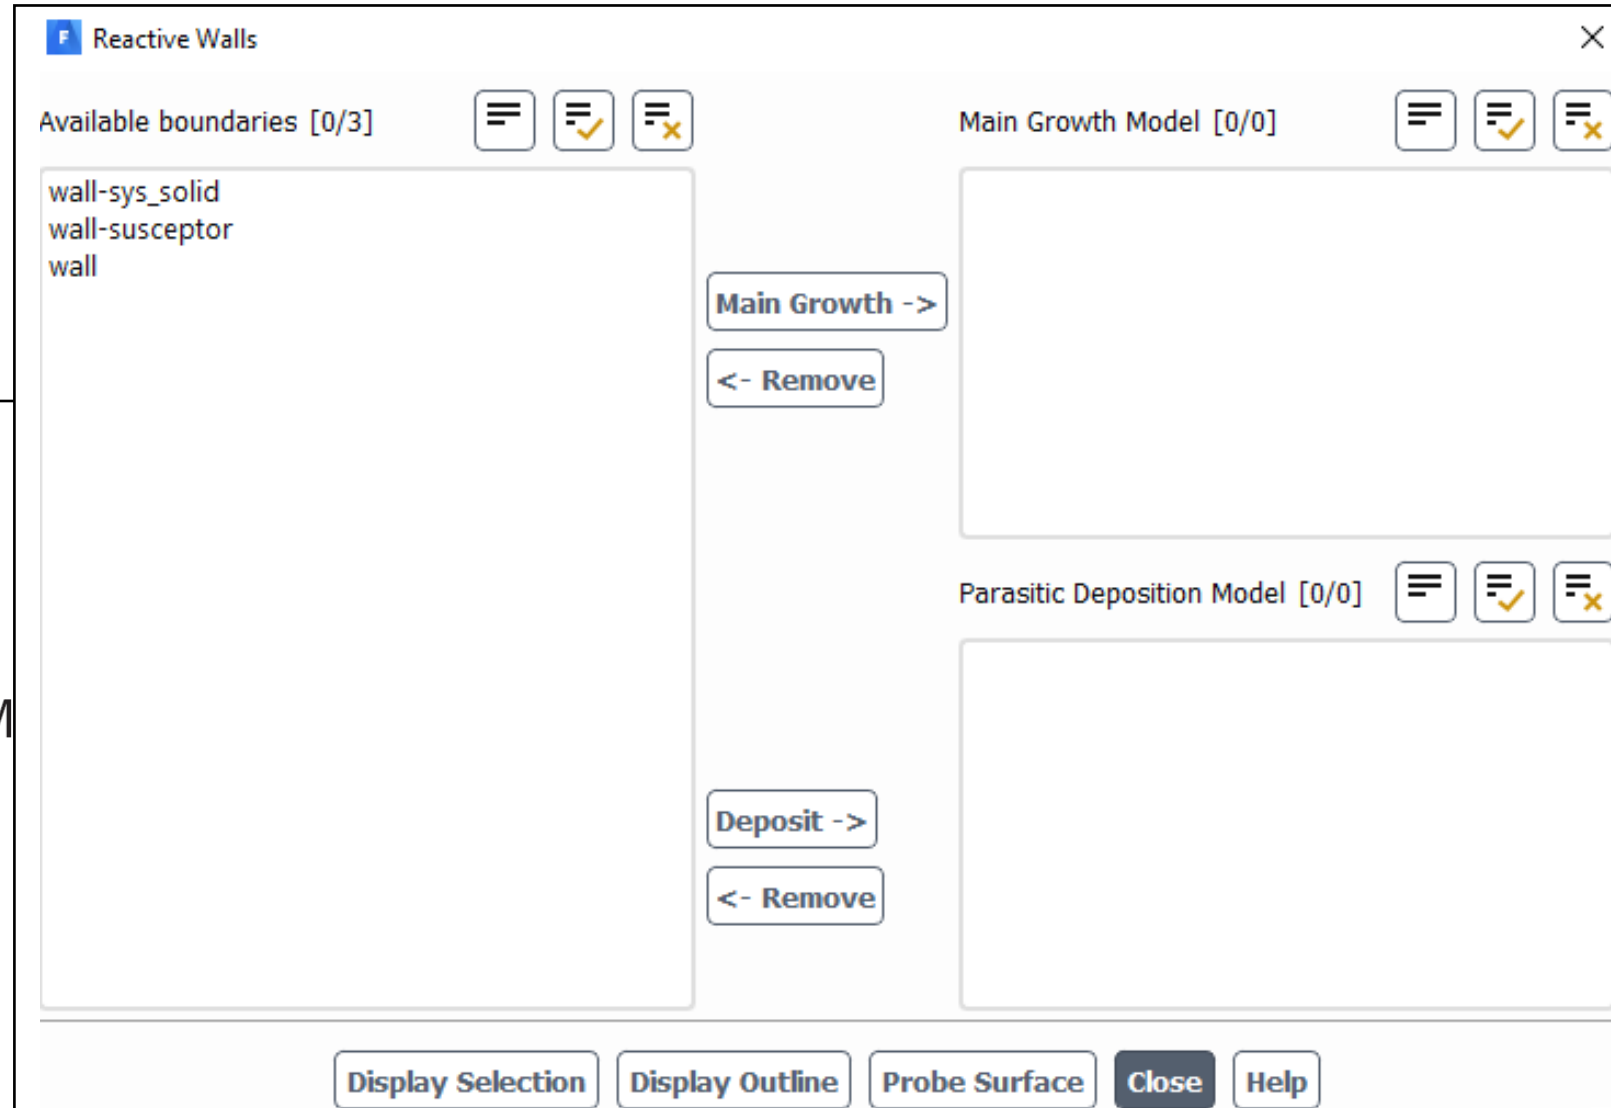 F Reactive Walls
Available boundaries [0/3]
wall-sys_solid
wall-susceptor
wall
Main Growth ->
<- Remove
Deposit ->
<- Remove
Main Growth Model [0/0]
Parasitic Deposition Model [0/0]
Display Selection Display Outline Probe Surface Close Help